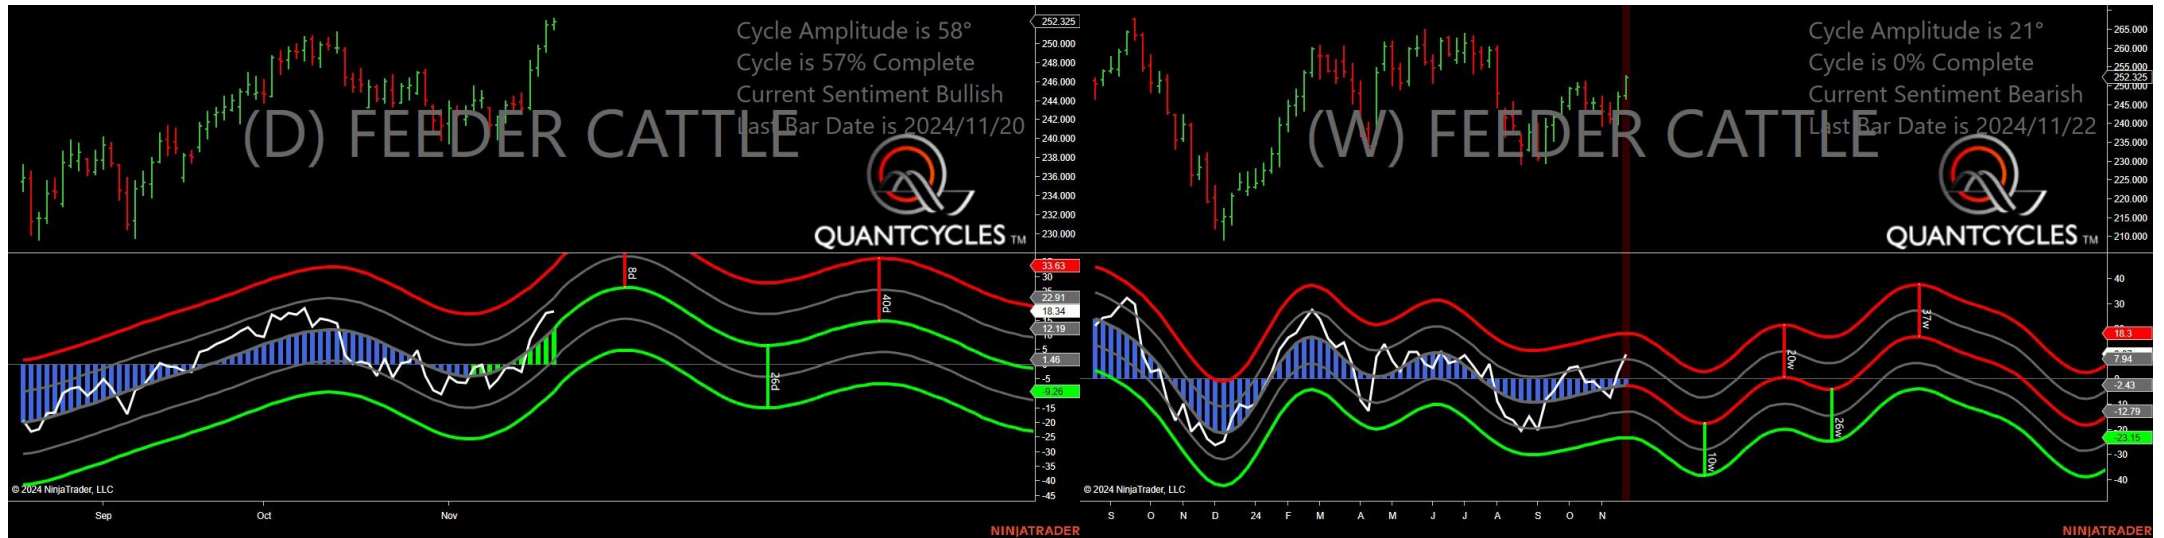 Cycle Amplitude is 58°
Cycle is 57% Complete
Current Sentiment Bullish
Last Bar Date is 2024/11/20
(D) FEEDER CATTLE
QUANTCYCLES TM
252.325
250.000
248.000
246.000
244.000
242.000
240.000
238.000
236.000
234.000
232.000
230.000
33.63
30
22.91
18.34
12.19
5
1.46
-5
-9.26
-15
-20
-25
-30
-35
-40
-45
8d
26d
40d
© 2024 NinjaTrader, LLC
Sep Oct Nov
NINJATRADER
Cycle Amplitude is 21°
Cycle is 0% Complete
Current Sentiment Bearish
Last Bar Date is 2024/11/22
(W) FEEDER CATTLE
QUANTCYCLES TM
265.000
260.000
255.000
252.325
250.000
245.000
240.000
235.000
230.000
225.000
220.000
215.000
210.000
40
30
18.3
7.94
-2.43
-12.79
-23.15
-40
10w
20w
26w
37w
© 2024 NinjaTrader, LLC
S O N D 24 F M A M J J A S O N
NINJATRADER